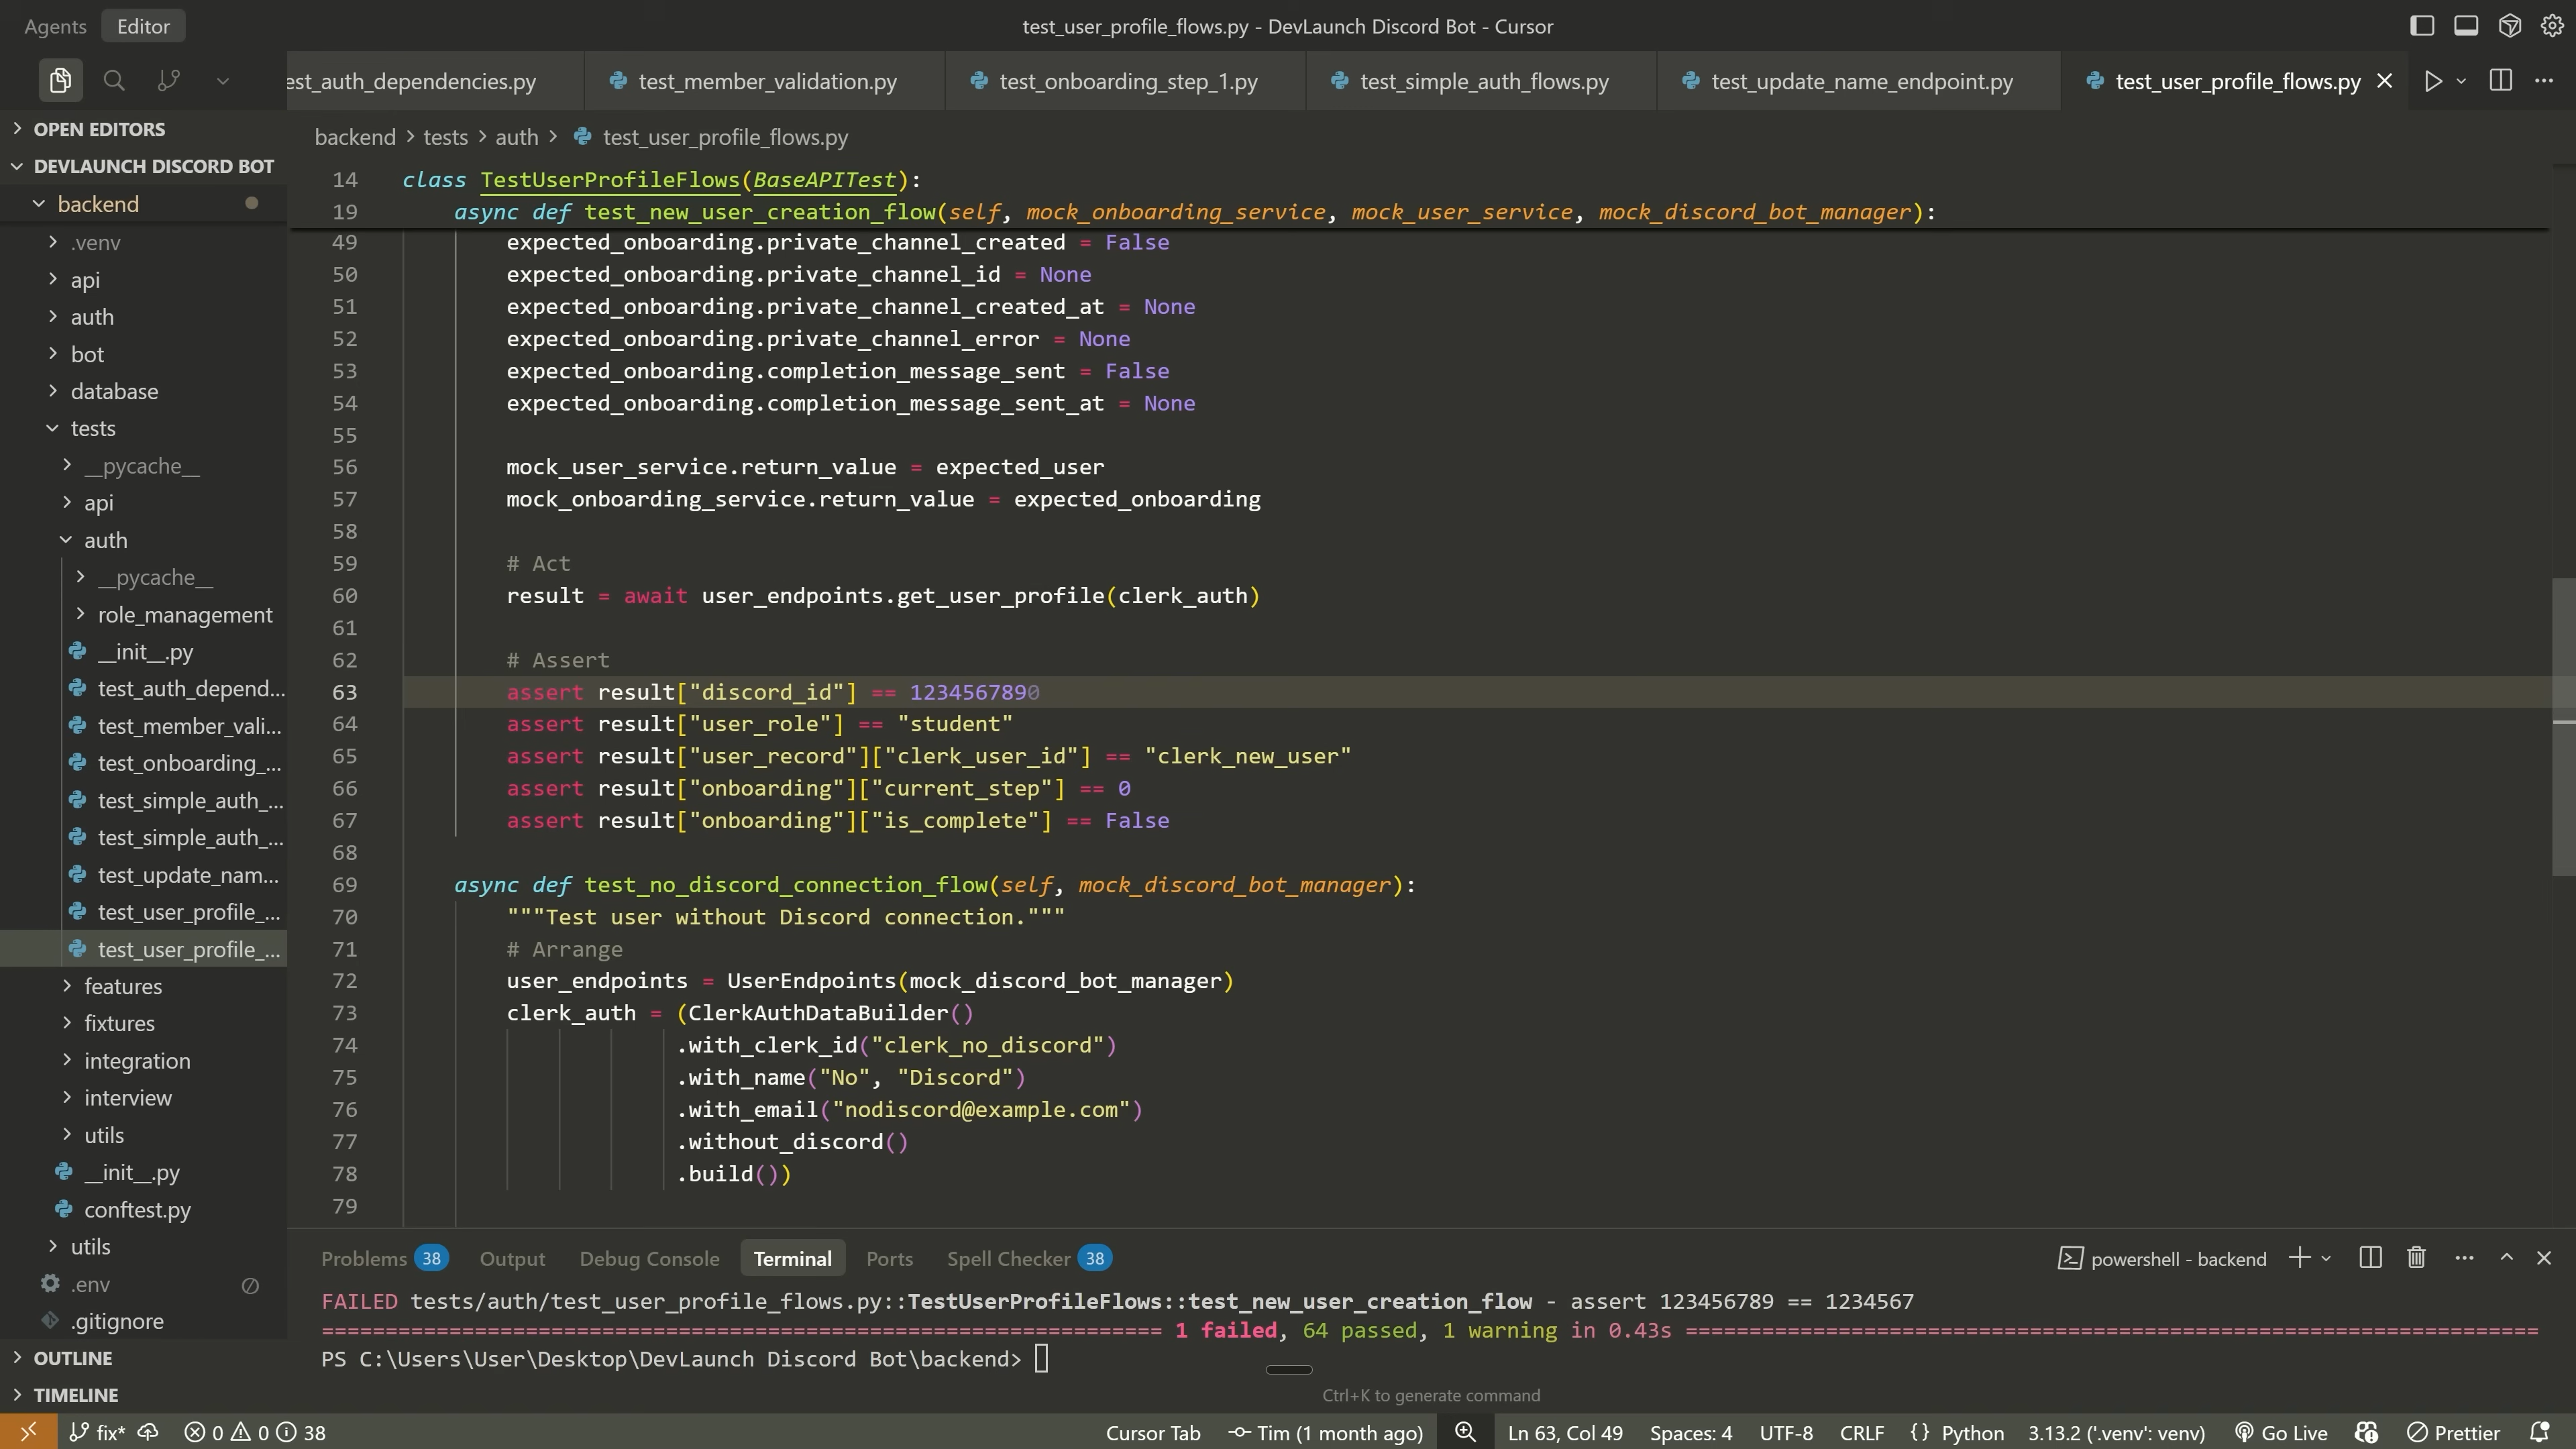 Agents Editor test_user_profile_flows.py - DevLaunch Discord Bot - Cursor
est_auth_dependencies.py test_member_validation.py test_onboarding_step_1.py test_simple_auth_flows.py test_update_name_endpoint.py test_user_profile_flows.py
OPEN EDITORS
DEVLAUNCH DISCORD BOT
backend
.venv
api
auth
bot
database
tests
__pycache__
api
auth
__pycache__
role_management
__init__.py
test_auth_depend...
test_member_vali...
test_onboarding_...
test_simple_auth_...
test_simple_auth_...
test_update_nam...
test_user_profile_...
test_user_profile_...
features
fixtures
integration
interview
utils
__init__.py
conftest.py
utils
.env
.gitignore
OUTLINE
TIMELINE
backend > tests > auth > test_user_profile_flows.py
14 class TestUserProfileFlows(BaseAPITest):
19 async def test_new_user_creation_flow(self, mock_onboarding_service, mock_user_service, mock_discord_bot_manager):
49 expected_onboarding.private_channel_created = False
50 expected_onboarding.private_channel_id = None
51 expected_onboarding.private_channel_created_at = None
52 expected_onboarding.private_channel_error = None
53 expected_onboarding.completion_message_sent = False
54 expected_onboarding.completion_message_sent_at = None
55
56 mock_user_service.return_value = expected_user
57 mock_onboarding_service.return_value = expected_onboarding
58
59 # Act
60 result = await user_endpoints.get_user_profile(clerk_auth)
61
62 # Assert
63 assert result["discord_id"] == 1234567890
64 assert result["user_role"] == "student"
65 assert result["user_record"]["clerk_user_id"] == "clerk_new_user"
66 assert result["onboarding"]["current_step"] == 0
67 assert result["onboarding"]["is_complete"] == False
68
69 async def test_no_discord_connection_flow(self, mock_discord_bot_manager):
70 """Test user without Discord connection."""
71 # Arrange
72 user_endpoints = UserEndpoints(mock_discord_bot_manager)
73 clerk_auth = (ClerkAuthDataBuilder()
74 .with_clerk_id("clerk_no_discord")
75 .with_name("No", "Discord")
76 .with_email("nodiscord@example.com")
77 .without_discord()
78 .build())
79
Problems 38 Output Debug Console Terminal Ports Spell Checker 38 powershell - backend
FAILED tests/auth/test_user_profile_flows.py::TestUserProfileFlows::test_new_user_creation_flow - assert 123456789 == 1234567
================ 1 failed, 64 passed, 1 warning in 0.43s ================
PS C:\Users\User\Desktop\DevLaunch Discord Bot\backend>
Ctrl+K to generate command
fix* 0 0 38 Cursor Tab Tim (1 month ago) Ln 63, Col 49 Spaces: 4 UTF-8 CRLF {} Python 3.13.2 ('.venv': venv) Go Live Prettier